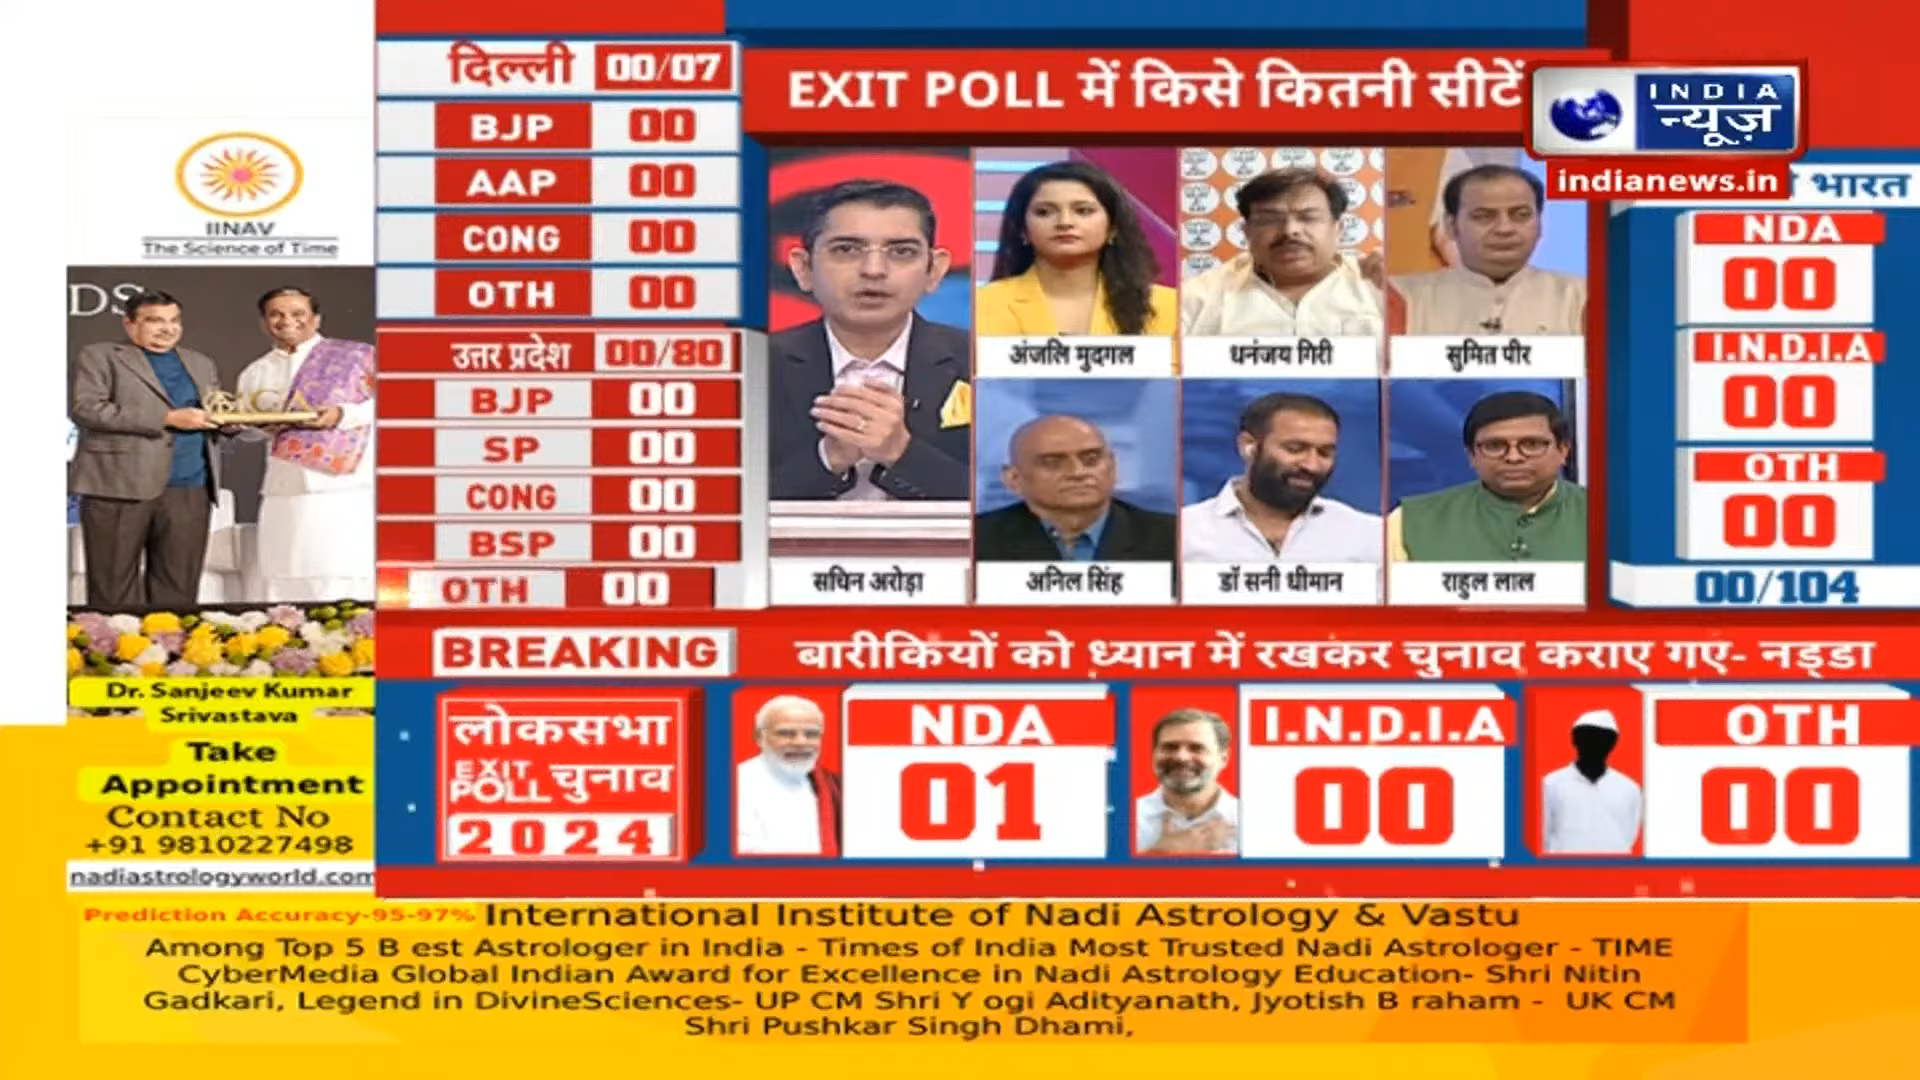 IINAV
The Science of Time
DS
Dr. Sanjeev Kumar
Srivastava
Take
Appointment
Contact No
+91 9810227498
nadiastrologyworld.com
दिल्ली 00/07
BJP 00
AAP 00
CONG 00
OTH 00
उत्तर प्रदेश 00/80
BJP 00
SP 00
CONG 00
BSP 00
OTH 00
EXIT POLL में किसे कितनी सीटें
INDIA
न्यूज़
indianews.in
अंजलि मुदगल
धनंजय गिरी
सुमित पीर
सचिन अरोड़ा
अनिल सिंह
डॉ सनी धीमान
राहुल लाल
भारत
NDA
00
I.N.D.I.A
00
OTH
00
00/104
BREAKING
बारीकियों को ध्यान में रखकर चुनाव कराए गए- नड्डा
लोकसभा
EXIT
POLL चुनाव
2024
NDA
01
I.N.D.I.A
00
OTH
00
Prediction Accuracy-95-97% International Institute of Nadi Astrology & Vastu
Among Top 5 B est Astrologer in India - Times of India Most Trusted Nadi Astrologer - TIME
CyberMedia Global Indian Award for Excellence in Nadi Astrology Education- Shri Nitin
Gadkari, Legend in DivineSciences- UP CM Shri Y ogi Adityanath, Jyotish B raham - UK CM
Shri Pushkar Singh Dhami,